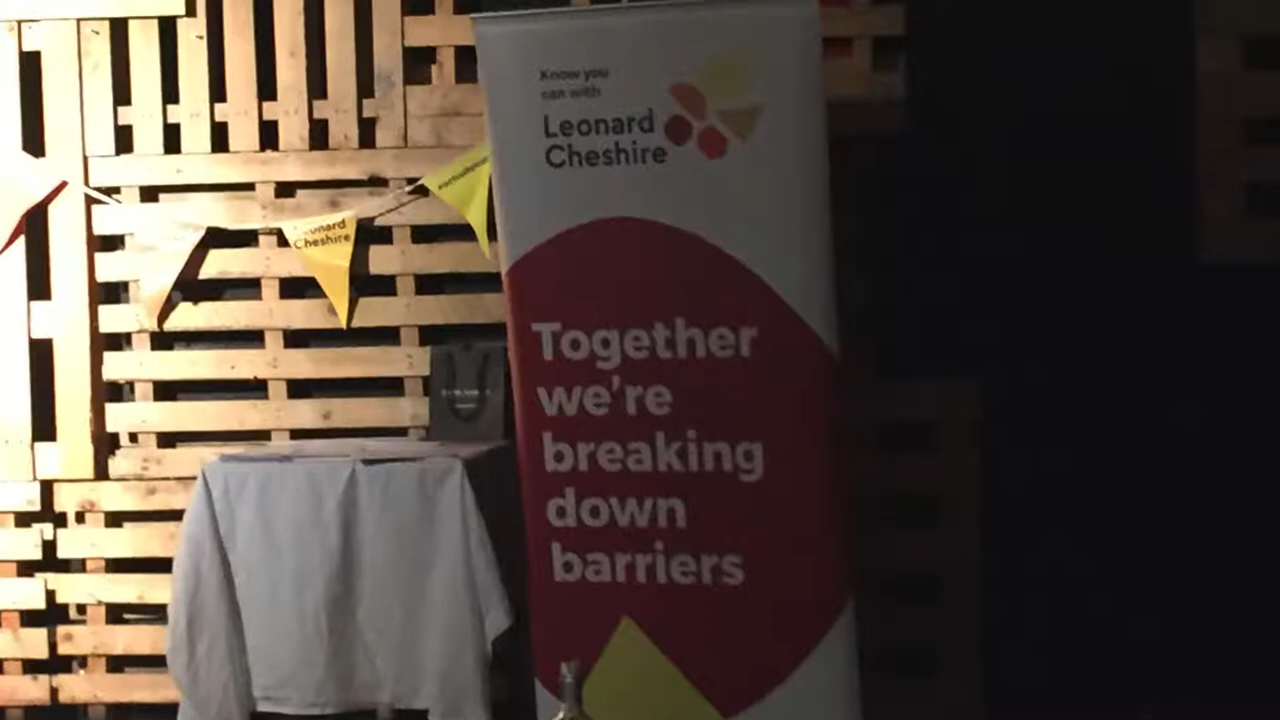 Know you
can with
Leonard
Cheshire
Leonard
Cheshire
Together
we're
breaking
down
barriers